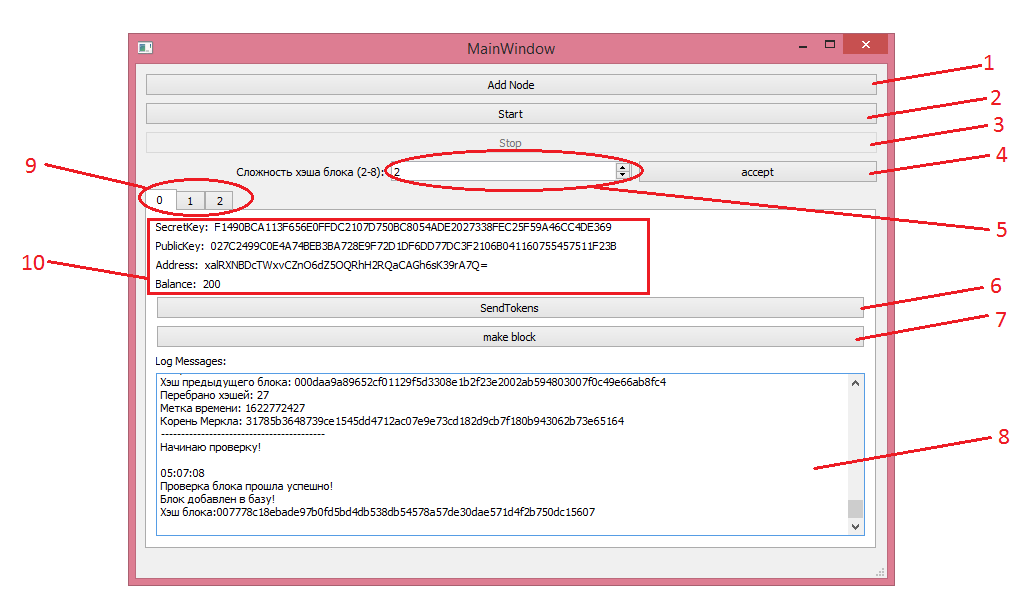 MainWindow
Add Node
1
Start
2
Stop
3
Сложность хэша блока (2-8):
2
accept
4
9
0
1
2
5
SecretKey: F1490BCA113F656E0FFDC2107D750BC8054ADE2027338FEC25F59A46CC4DE369
PublicKey: 027C2499C0E4A74BEB3BA728E9F72D1DF6DD77DC3F2106B041160755457511F23B
Address: xalRXNBDcTWxvCZnO6dZ5OQRhH2RQaCAGh6sK39rA7Q=
Balance: 200
10
SendTokens
6
make block
7
Log Messages:
Хэш предыдущего блока: 000daa9a89652cf01129f5d3308e1b2f23e2002ab594803007f0c49e66ab8fc4
Перебрано хэшей: 27
Метка времени: 1622772427
Корень Меркла: 31785b3648739ce1545dd4712ac07e9e73cd182d9cb7f180b943062b73e65164
-----------------------------------------
Начинаю проверку!
05:07:08
Проверка блока прошла успешно!
Блок добавлен в базу!
Хэш блока:007778c18ebade97b0fd5bd4db538db54578a57de30dae571d4f2b750dc15607
8